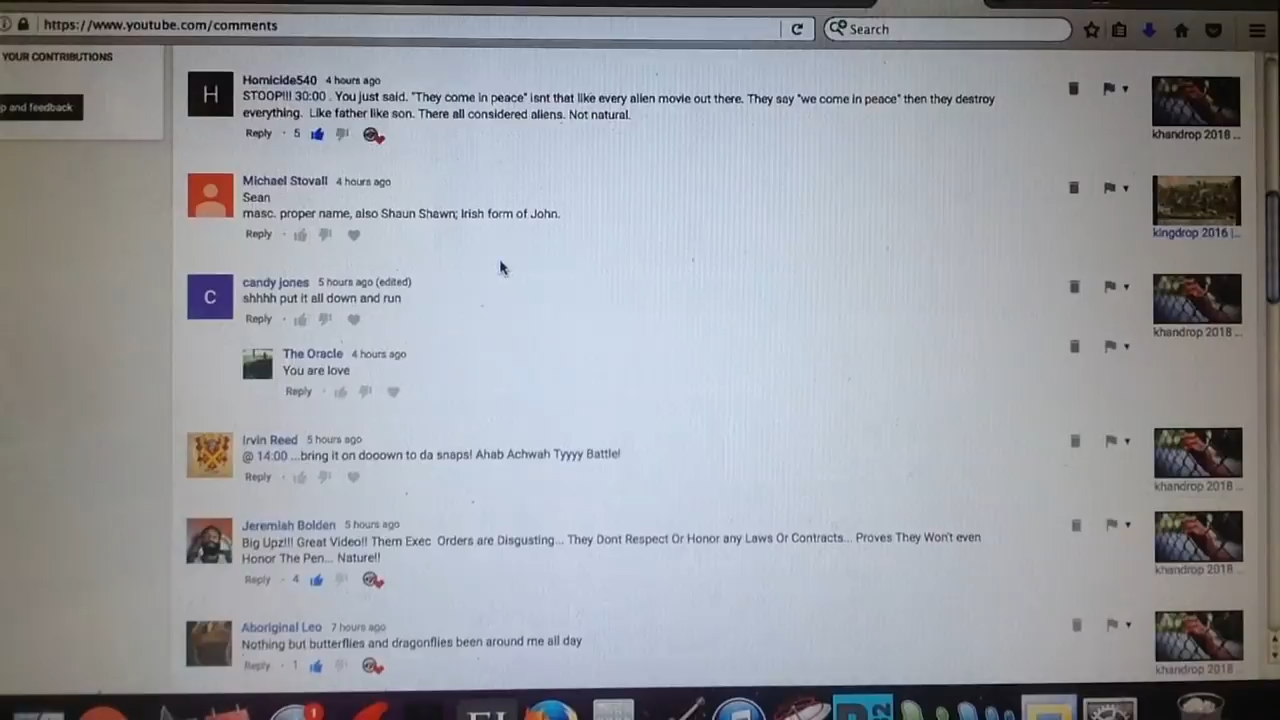 https://www.youtube.com/comments
Search
YOUR CONTRIBUTIONS
p and feedback
H
Homicide540 4 hours ago
STOOP!!! 30:00 . You just said. "They come in peace" isnt that like every alien movie out there. They say "we come in peace" then they destroy
everything. Like father like son. There all considered aliens. Not natural.
Reply · 5
khandrop 2018 ...
Michael Stovall 4 hours ago
Sean
masc. proper name, also Shaun Shawn; Irish form of John.
Reply ·
kingdrop 2016 |...
C
candy jones 5 hours ago (edited)
shhhh put it all down and run
Reply ·
khandrop 2018 ...
The Oracle 4 hours ago
You are love
Reply ·
Irvin Reed 5 hours ago
@ 14:00 ...bring it on dooown to da snaps! Ahab Achwah Tyyyy Battle!
Reply ·
khandrop 2018 ...
Jeremiah Bolden 5 hours ago
Big Upz!!! Great Video!! Them Exec Orders are Disgusting... They Dont Respect Or Honor any Laws Or Contracts... Proves They Won't even
Honor The Pen... Nature!!
Reply · 4
khandrop 2018 ...
Aboriginal Leo 7 hours ago
Nothing but butterflies and dragonflies been around me all day
Reply · 1
khandrop 2018 ...
1